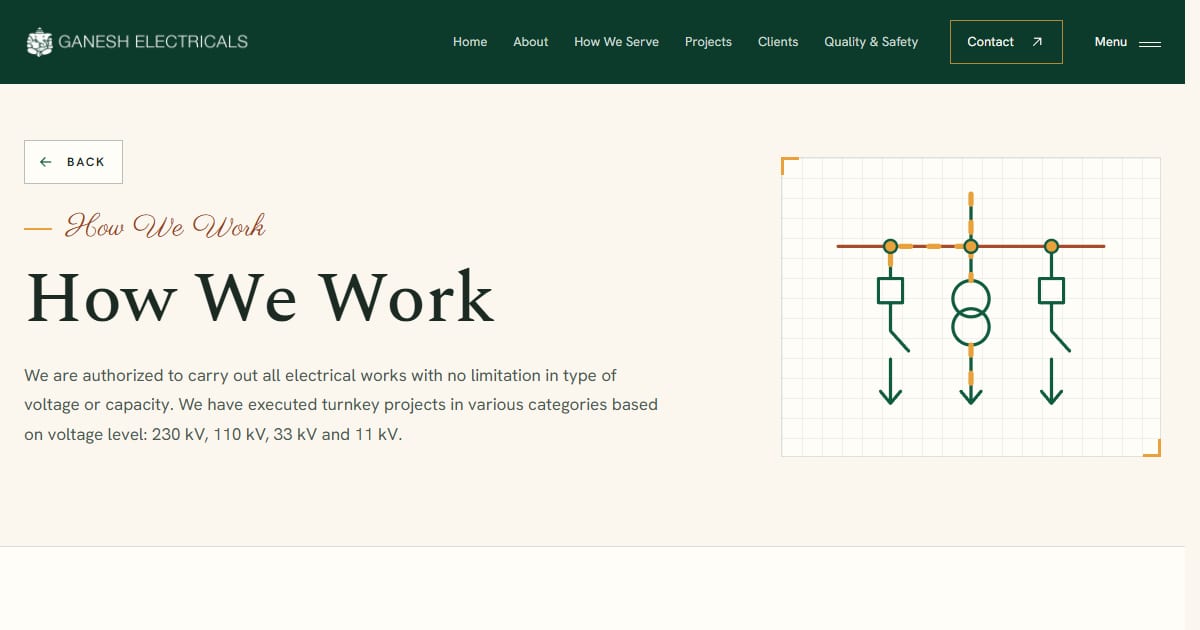 GANESH ELECTRICALS
Home
About
How We Serve
Projects
Clients
Quality & Safety
Contact
Menu
BACK
How We Work
How We Work
We are authorized to carry out all electrical works with no limitation in type of
voltage or capacity. We have executed turnkey projects in various categories based
on voltage level: 230 kV, 110 kV, 33 kV and 11 kV.